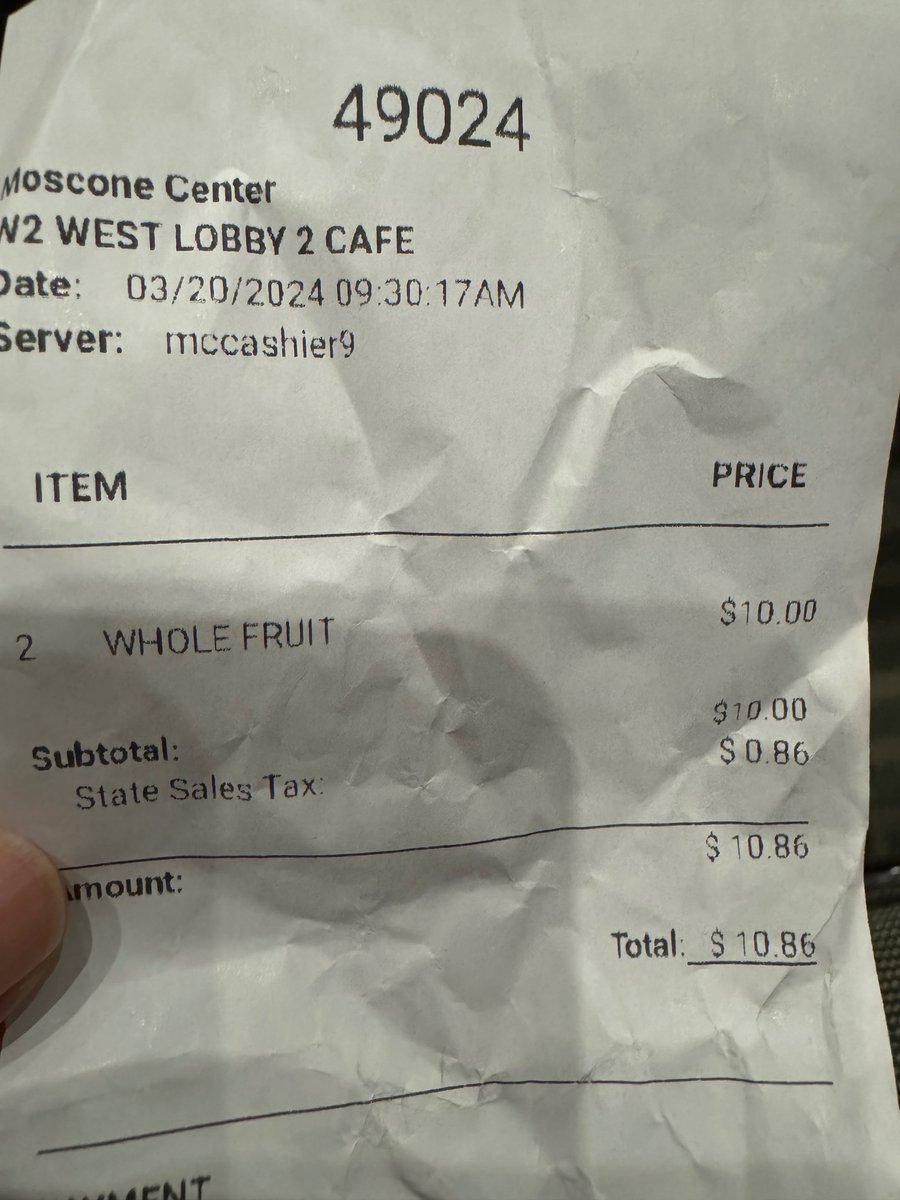 49024
Moscone Center
W2 WEST LOBBY 2 CAFE
Date: 03/20/2024 09:30:17AM
Server: mccashier9
ITEM PRICE
2 WHOLE FRUIT $10.00
Subtotal: $10.00
State Sales Tax: $ 0.86
Amount: $ 10.86
Total: $ 10.86